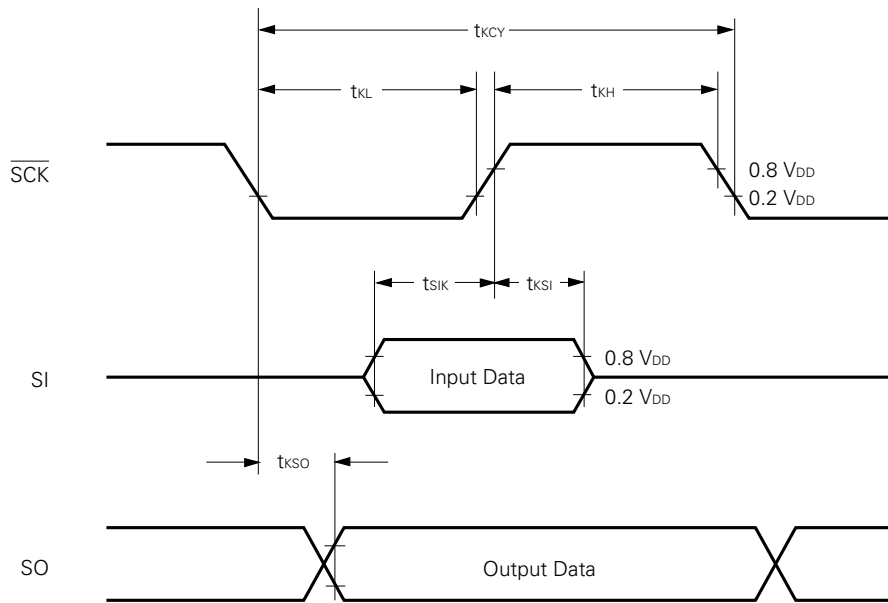 tKCY
tKL
tKH
SCK
0.8 VDD
0.2 VDD
tSIK
tKSI
SI
Input Data
0.8 VDD
0.2 VDD
tKSO
SO
Output Data